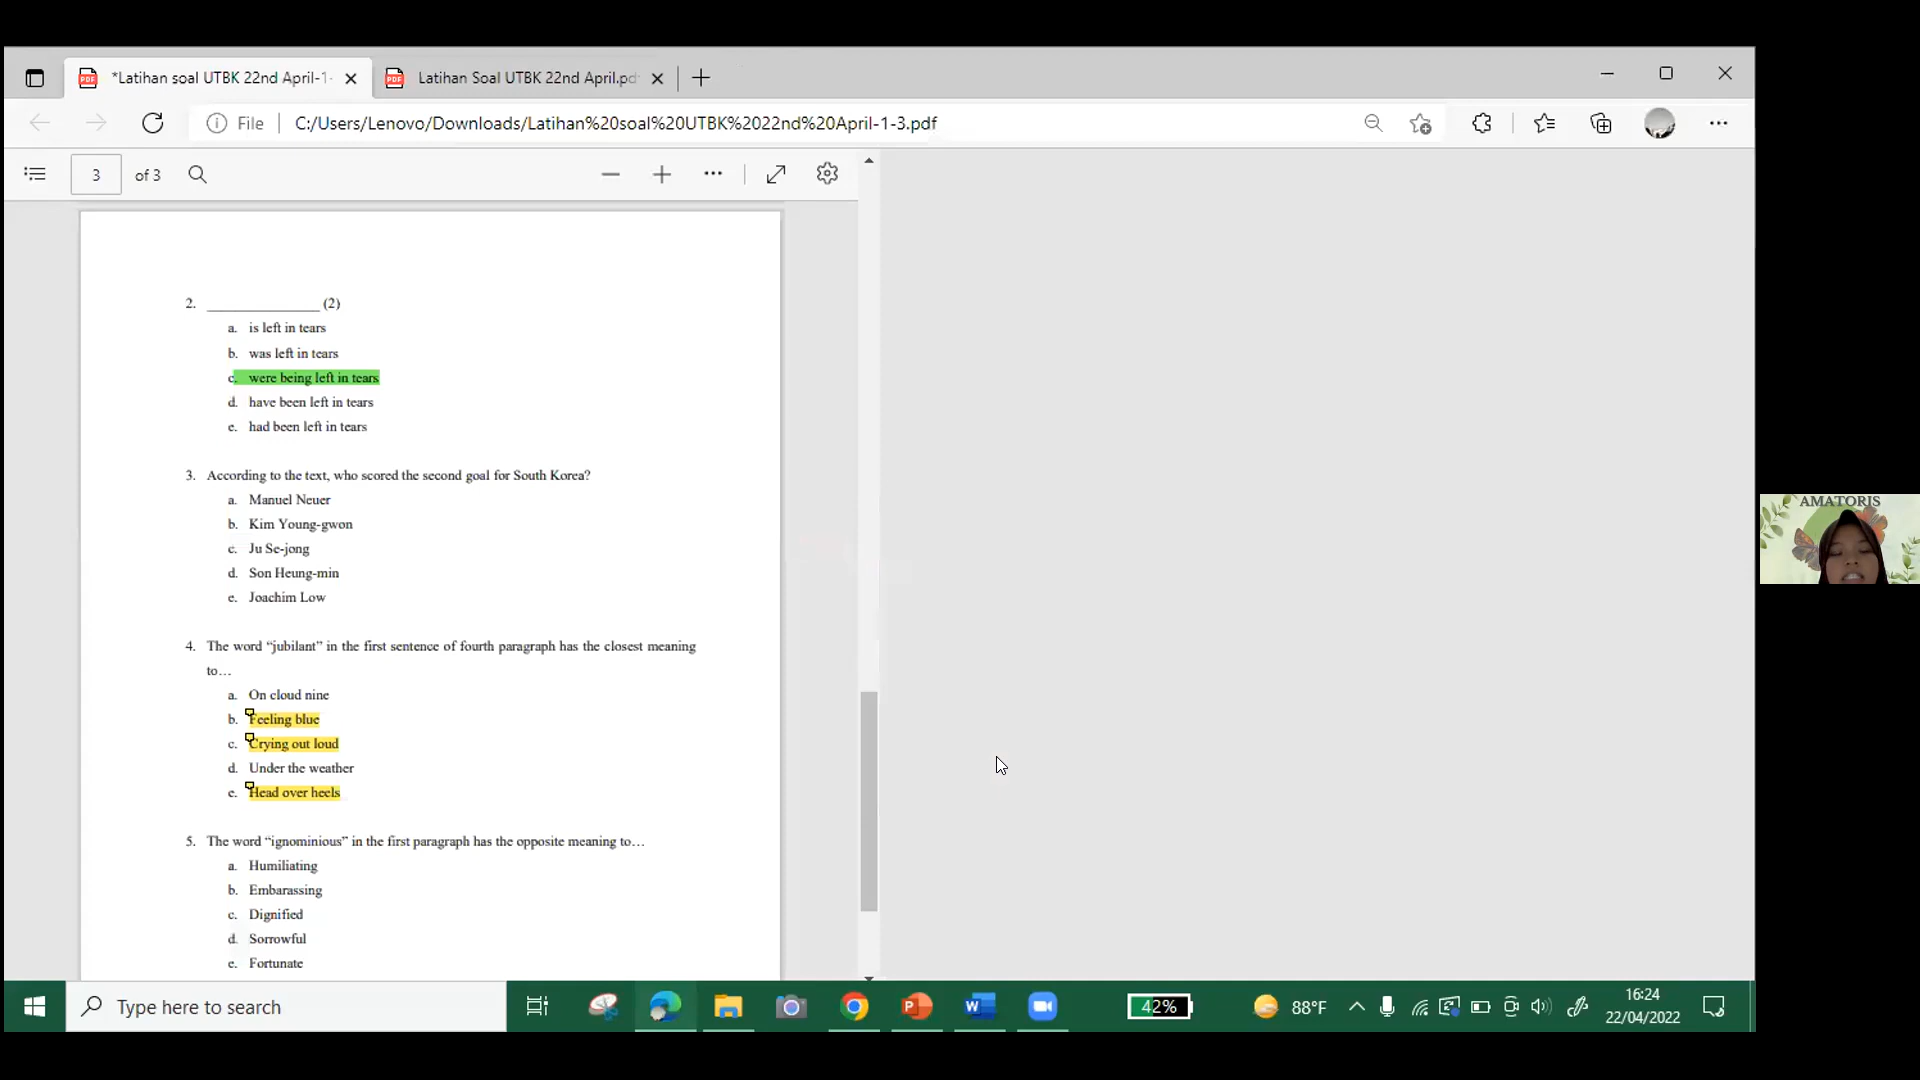 *Latihan soal UTBK 22nd April-1-
Latihan Soal UTBK 22nd April.pd
File
C:/Users/Lenovo/Downloads/Latihan%20soal%20UTBK%2022nd%20April-1-3.pdf
3
of 3
2. ________________ (2)
a. is left in tears
b. was left in tears
c. were being left in tears
d. have been left in tears
e. had been left in tears
3. According to the text, who scored the second goal for South Korea?
a. Manuel Neuer
b. Kim Young-gwon
c. Ju Se-jong
d. Son Heung-min
e. Joachim Low
4. The word “jubilant” in the first sentence of fourth paragraph has the closest meaning
to…
a. On cloud nine
b. Feeling blue
c. Crying out loud
d. Under the weather
e. Head over heels
5. The word “ignominious” in the first paragraph has the opposite meaning to…
a. Humiliating
b. Embarassing
c. Dignified
d. Sorrowful
e. Fortunate
AMATORIS
Type here to search
42%
88°F
16:24
22/04/2022